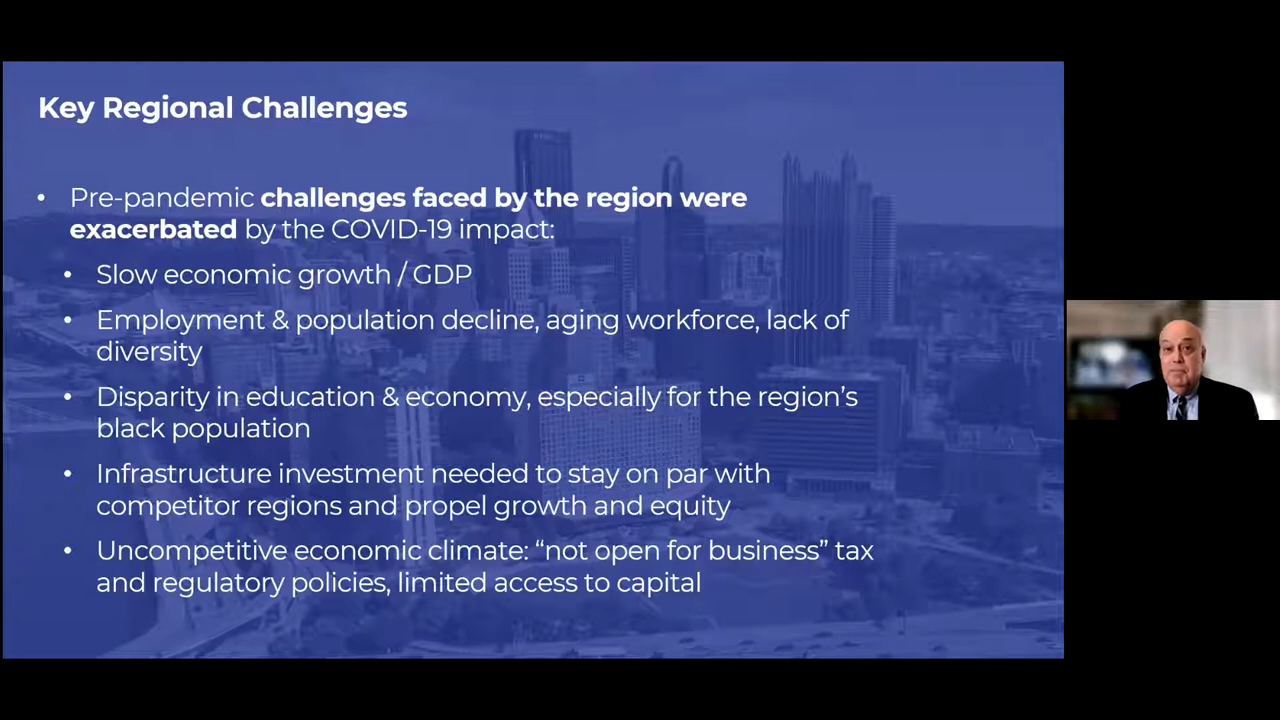 Key Regional Challenges
• Pre-pandemic challenges faced by the region were
exacerbated by the COVID-19 impact:
• Slow economic growth / GDP
• Employment & population decline, aging workforce, lack of
diversity
• Disparity in education & economy, especially for the region’s
black population
• Infrastructure investment needed to stay on par with
competitor regions and propel growth and equity
• Uncompetitive economic climate: “not open for business” tax
and regulatory policies, limited access to capital